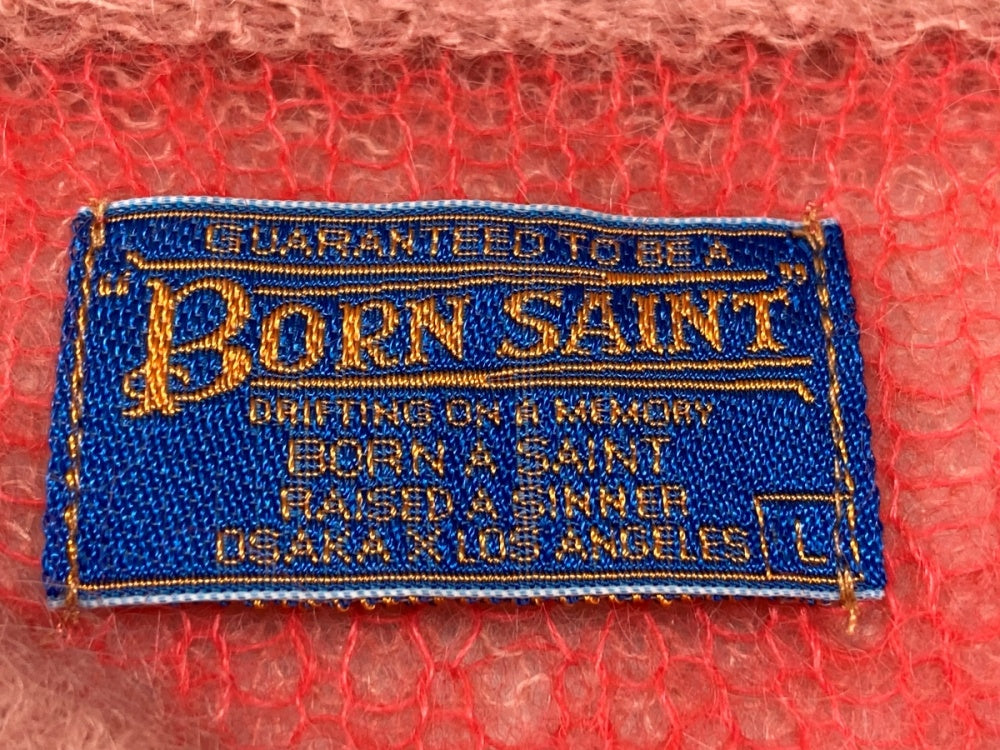 GUARANTEED TO BE A
"BORN SAINT"
DRIFTING ON A MEMORY
BORN A SAINT
RAISED A SINNER
OSAKA X LOS ANGELES
L